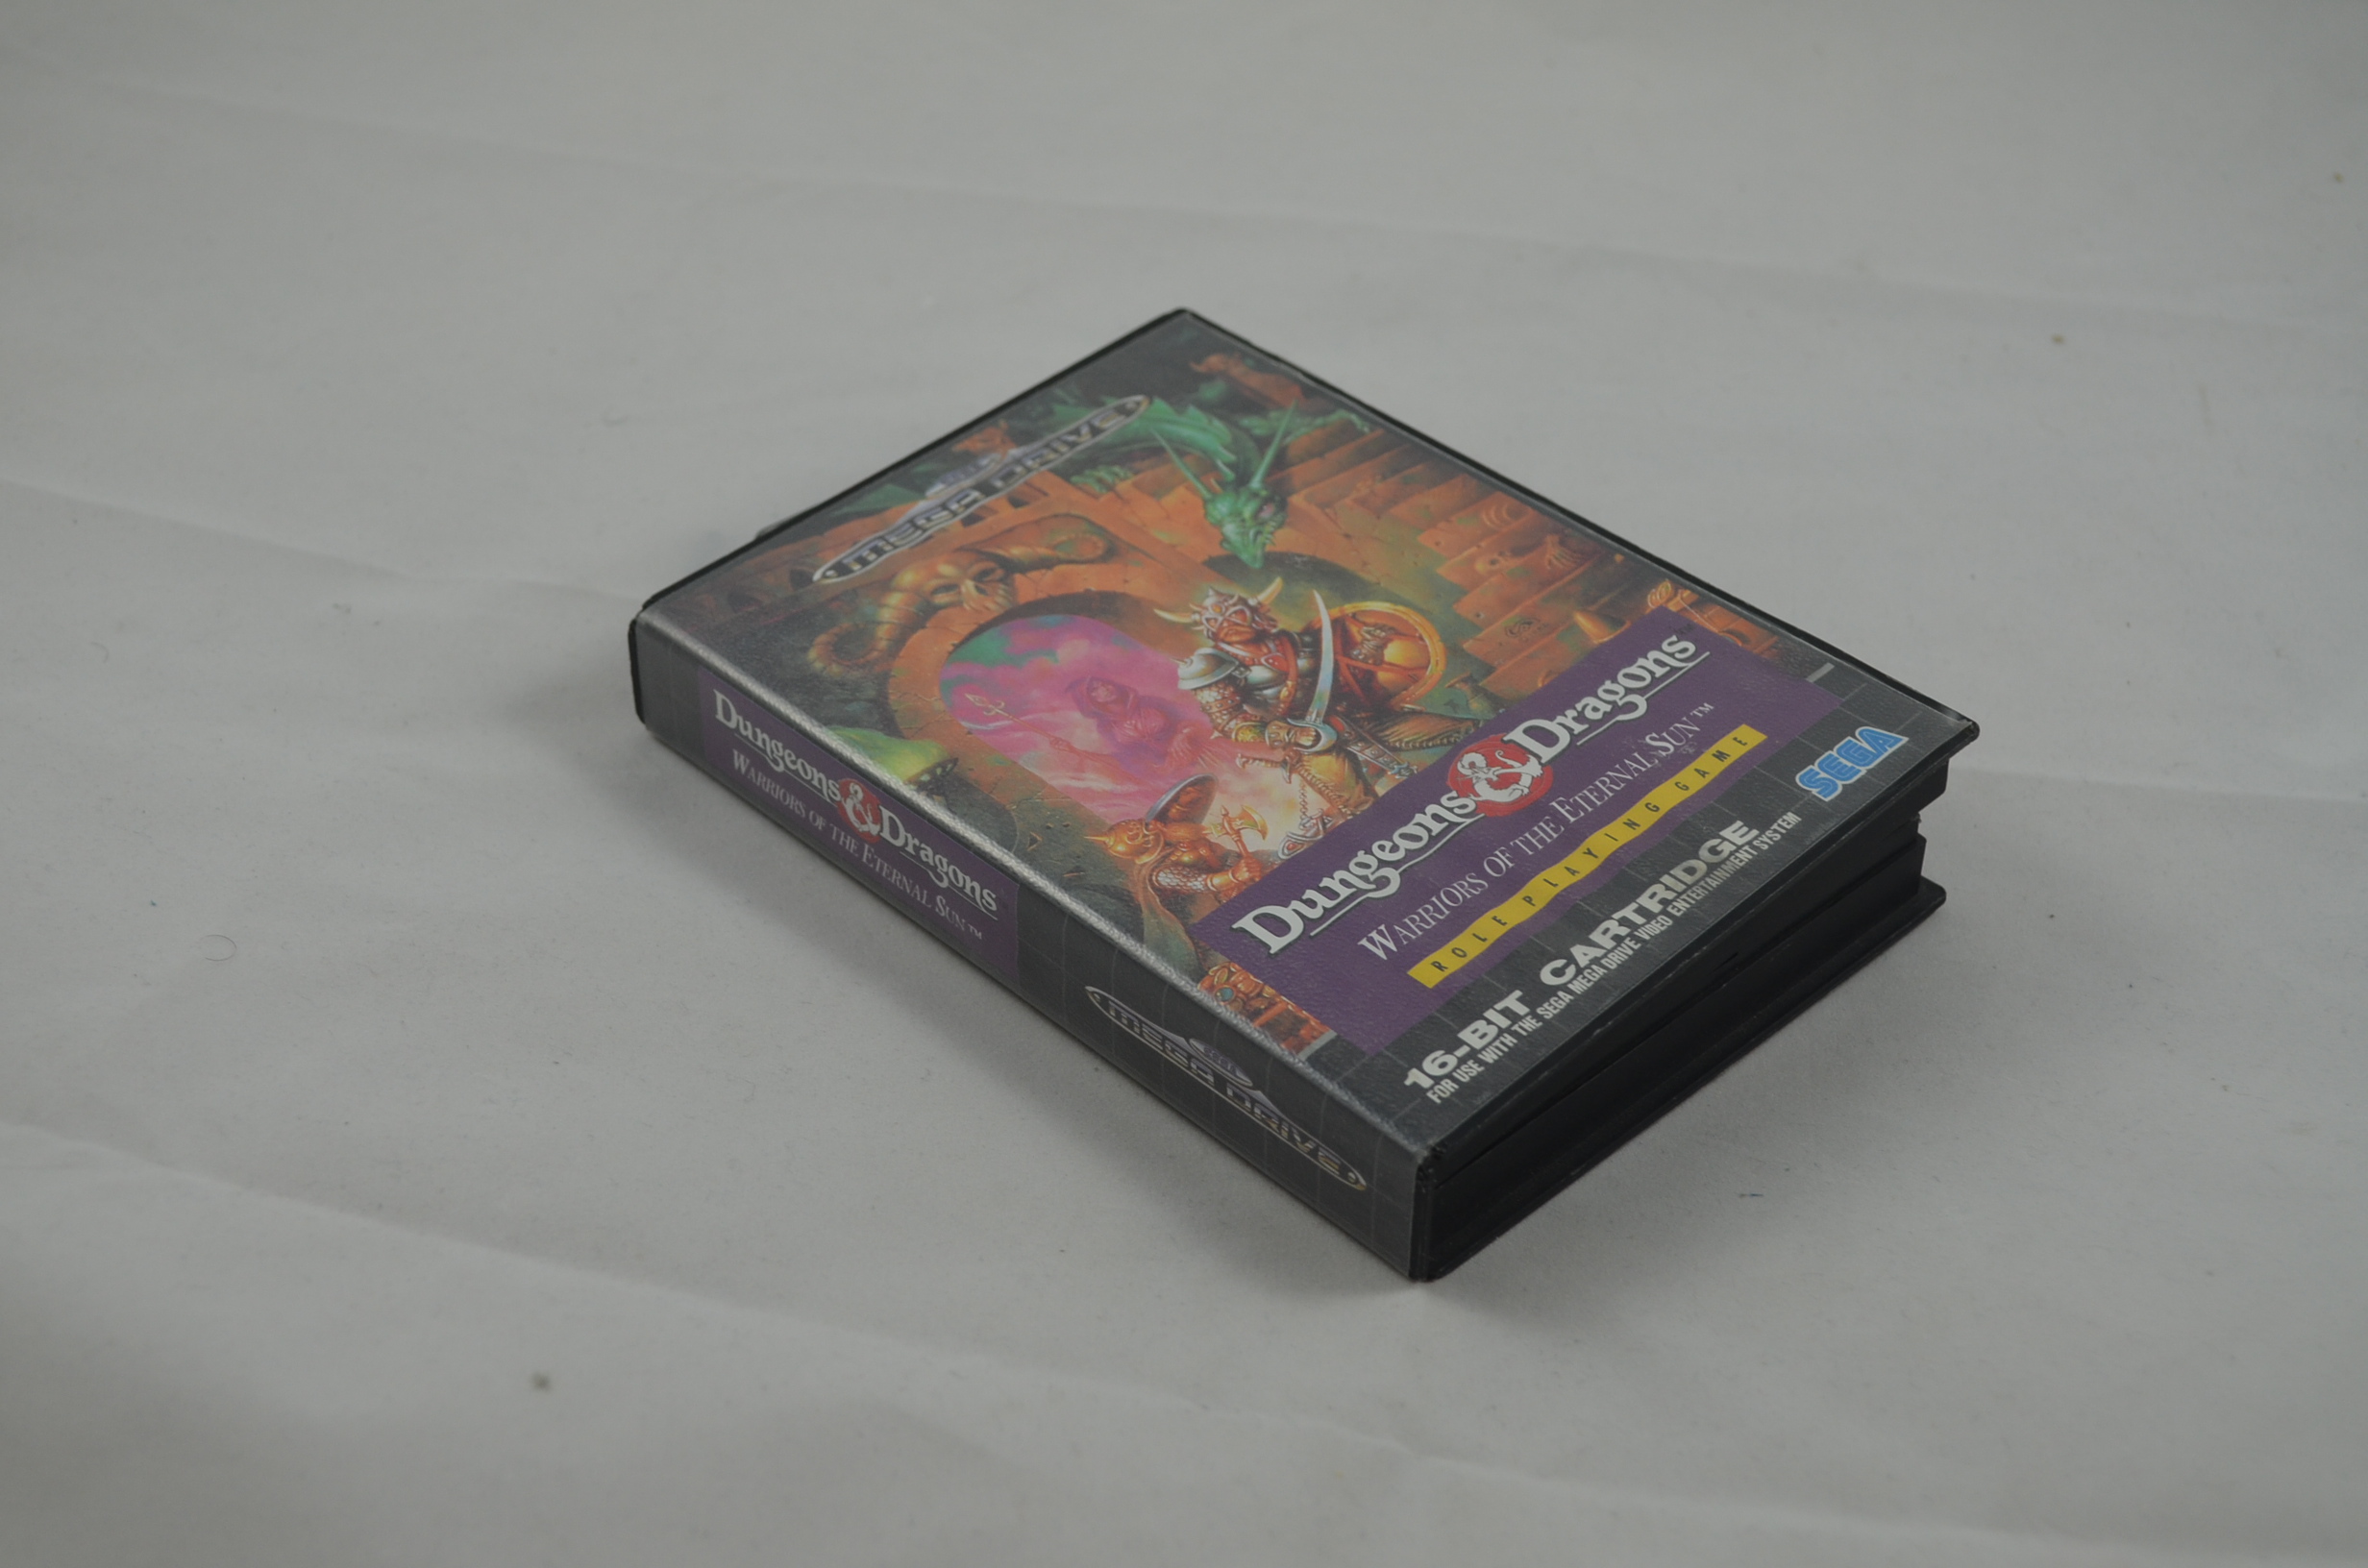 MEGA DRIVE
Dungeons & Dragons
WARRIORS OF THE ETERNAL SUN™
ROLE PLAYING GAME
SEGA
16-BIT CARTRIDGE
FOR USE WITH THE SEGA MEGA DRIVE VIDEO ENTERTAINMENT SYSTEM
Dungeons & Dragons
WARRIORS OF THE ETERNAL SUN™
MEGA DRIVE